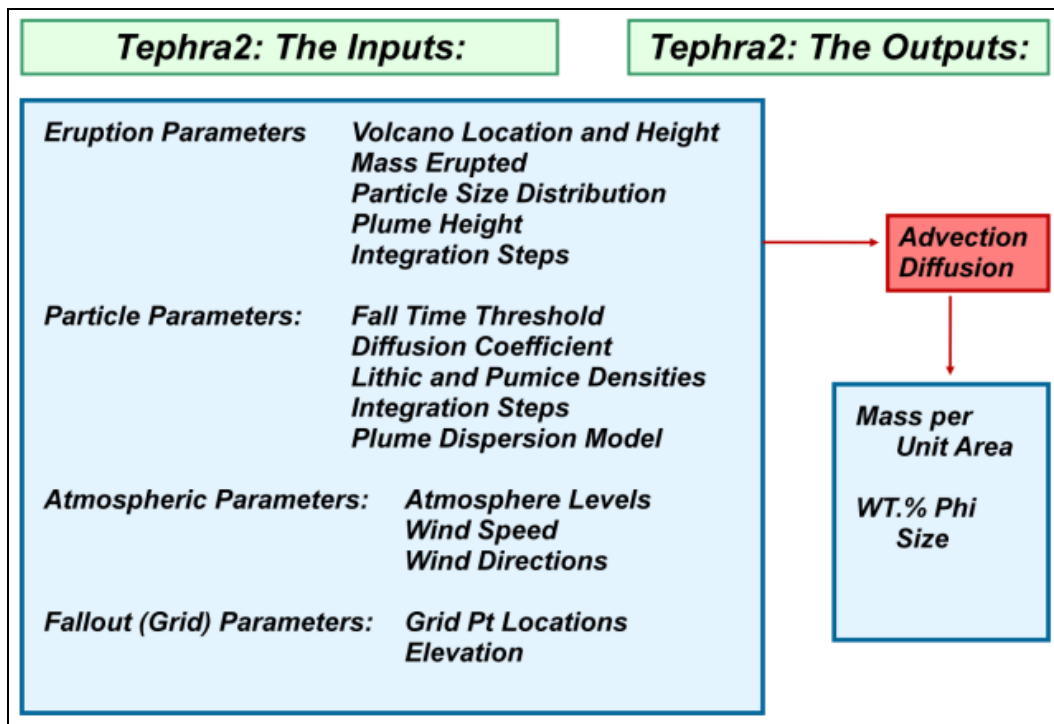 Tephra2: The Inputs:
Tephra2: The Outputs:
Eruption Parameters Volcano Location and Height
Mass Erupted
Particle Size Distribution
Plume Height
Integration Steps
Particle Parameters: Fall Time Threshold
Diffusion Coefficient
Lithic and Pumice Densities
Integration Steps
Plume Dispersion Model
Atmospheric Parameters: Atmosphere Levels
Wind Speed
Wind Directions
Fallout (Grid) Parameters: Grid Pt Locations
Elevation
Advection
Diffusion
Mass per
Unit Area
WT.% Phi
Size